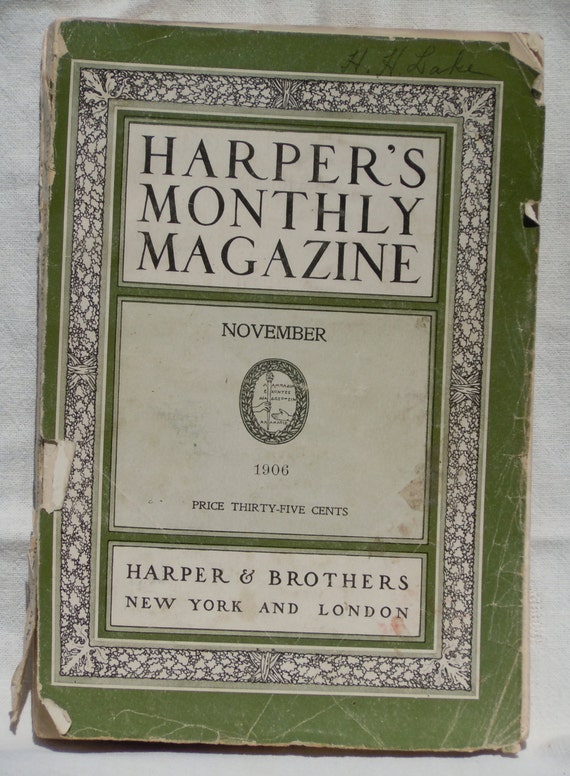 H. H. Lake
HARPER'S
MONTHLY
MAGAZINE
NOVEMBER
1906
PRICE THIRTY-FIVE CENTS
HARPER & BROTHERS
NEW YORK AND LONDON